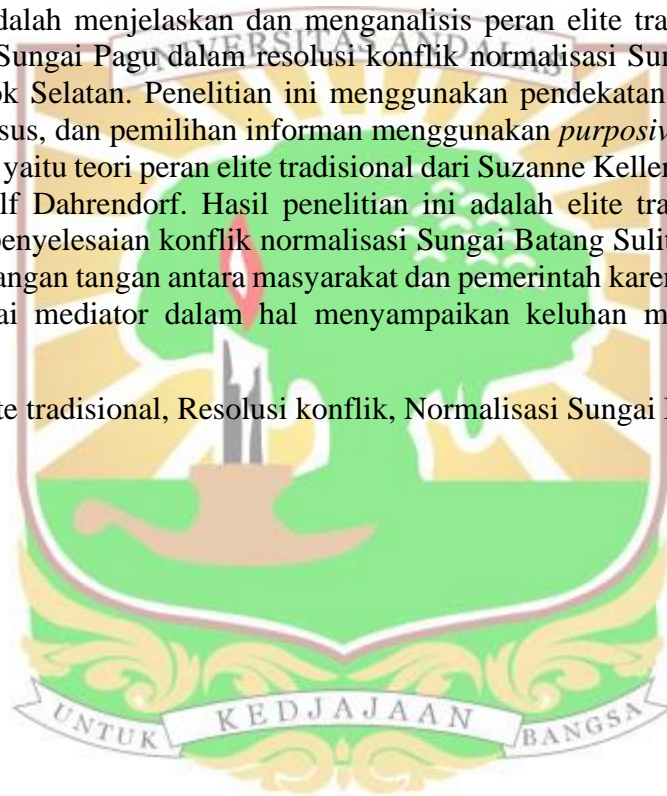 dalah menjelaskan dan menganalisis peran elite tra
Sungai Pagu dalam resolusi konflik normalisasi Sun
UNIVERSITAS ANDALAS
ok Selatan. Penelitian ini menggunakan pendekatan
sus, dan pemilihan informan menggunakan purposiv
yaitu teori peran elite tradisional dari Suzanne Keller
lf Dahrendorf. Hasil penelitian ini adalah elite tra
penyelesaian konflik normalisasi Sungai Batang Sulit
angan tangan antara masyarakat dan pemerintah karen
ai mediator dalam hal menyampaikan keluhan m
te tradisional, Resolusi konflik, Normalisasi Sungai
UNTUK KEDJAJAAN BANGSA